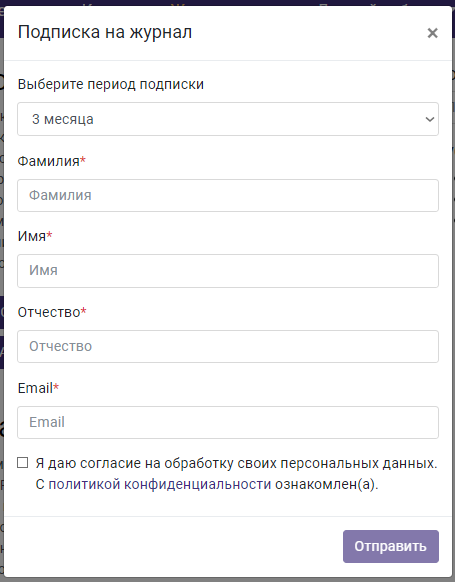 Подписка на журнал
×
Выберите период подписки
3 месяца
Фамилия*
Фамилия
Имя*
Имя
Отчество*
Отчество
Email*
Email
Я даю согласие на обработку своих персональных данных.
С политикой конфиденциальности ознакомлен(а).
Отправить